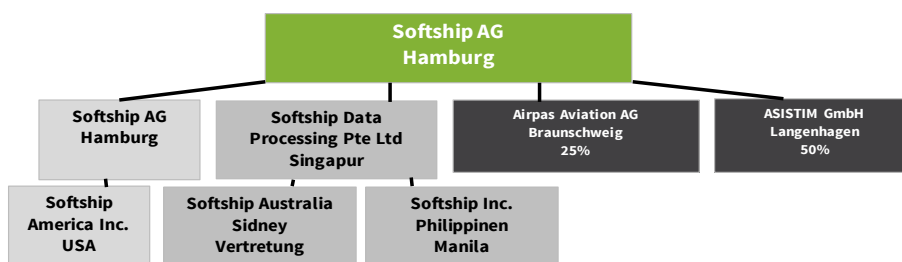 Softship AG
Hamburg
Softship AG
Hamburg
Softship Data
Processing Pte Ltd
Singapur
Airpas Aviation AG
Braunschweig
25%
ASISTIM GmbH
Langenhagen
50%
Softship
America Inc.
USA
Softship Australia
Sidney
Vertretung
Softship Inc.
Philippinen
Manila